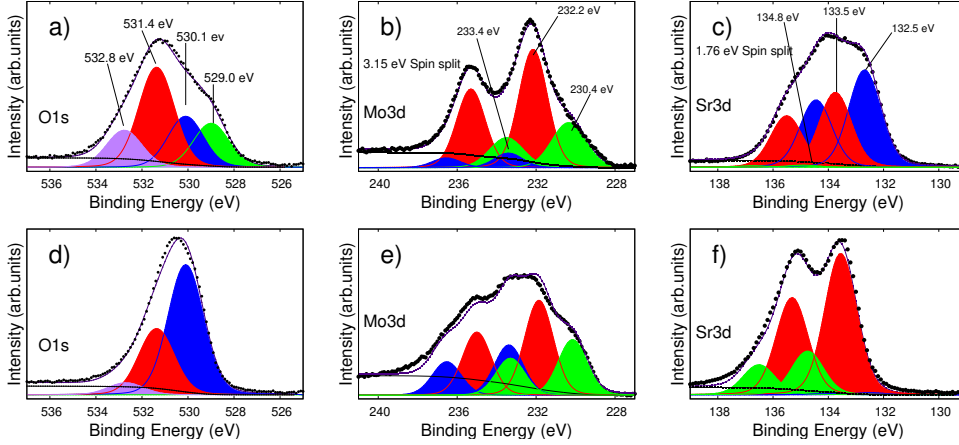 a)
531.4 eV
530.1 ev
532.8 eV
529.0 eV
O1s
Intensity (arb.units)
536 534 532 530 528 526
Binding Energy (eV)
b)
232.2 eV
233.4 eV
3.15 eV Spin split
230.4 eV
Mo3d
Intensity (arb.units)
240 236 232 228
Binding Energy (eV)
c)
133.5 eV
134.8 eV
132.5 eV
1.76 eV Spin split
Sr3d
Intensity (arb.units)
138 136 134 132 130
Binding Energy (eV)
d)
O1s
Intensity (arb.units)
536 534 532 530 528 526
Binding Energy (eV)
e)
Mo3d
Intensity (arb.units)
240 236 232 228
Binding Energy (eV)
f)
Sr3d
Intensity (arb.units)
138 136 134 132 130
Binding Energy (eV)